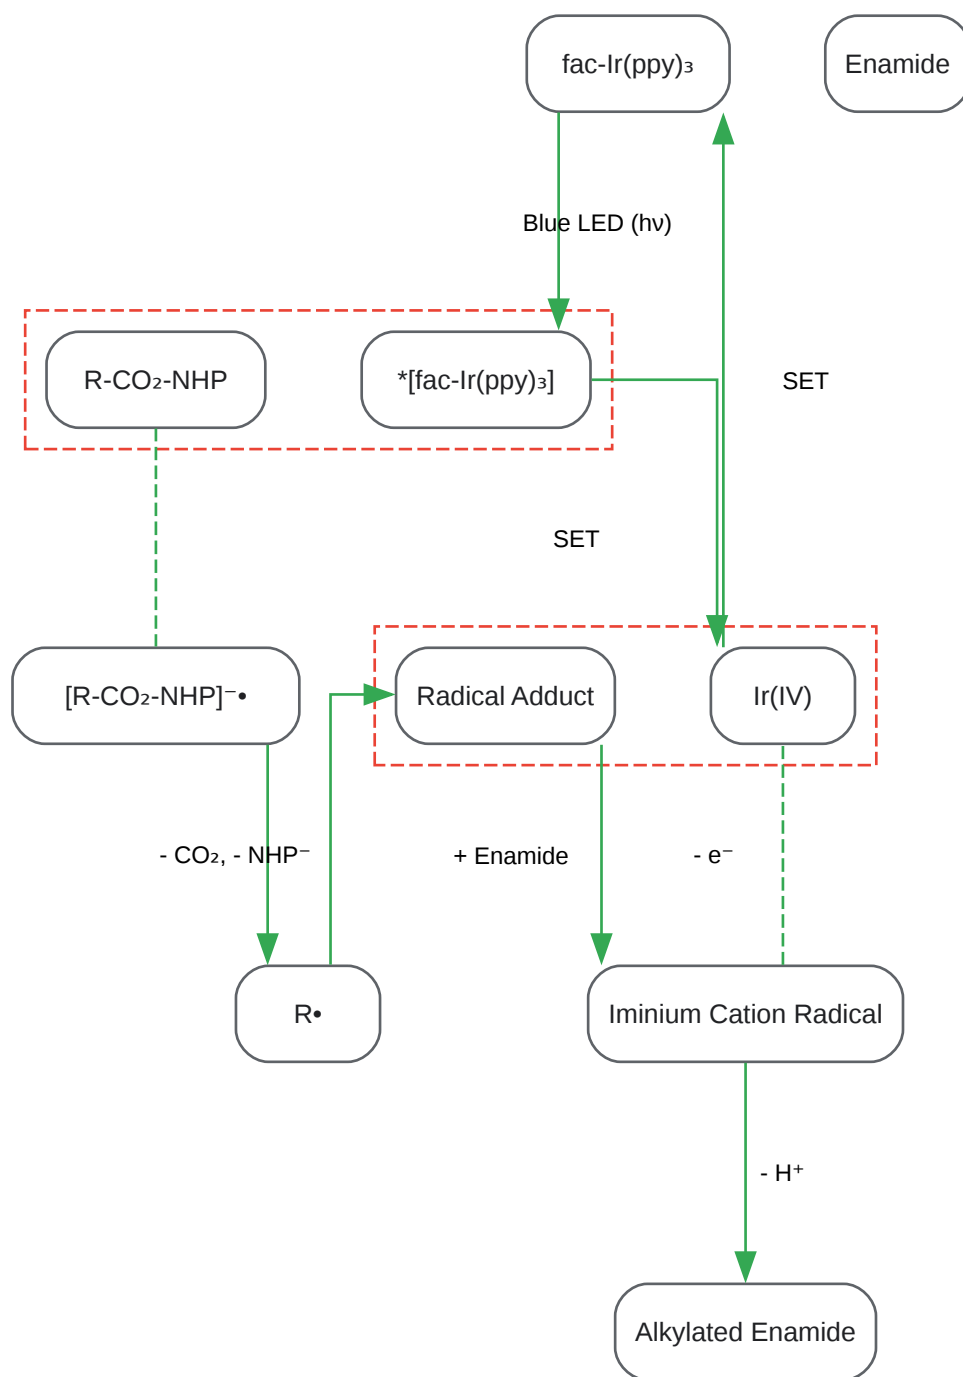 fac-Ir(ppy)₃
Enamide
Blue LED (hν)
R-CO₂-NHP
*[fac-Ir(ppy)₃]
SET
SET
[R-CO₂-NHP]⁻•
Radical Adduct
Ir(IV)
- CO₂, - NHP⁻
+ Enamide
- e⁻
R•
Iminium Cation Radical
- H⁺
Alkylated Enamide